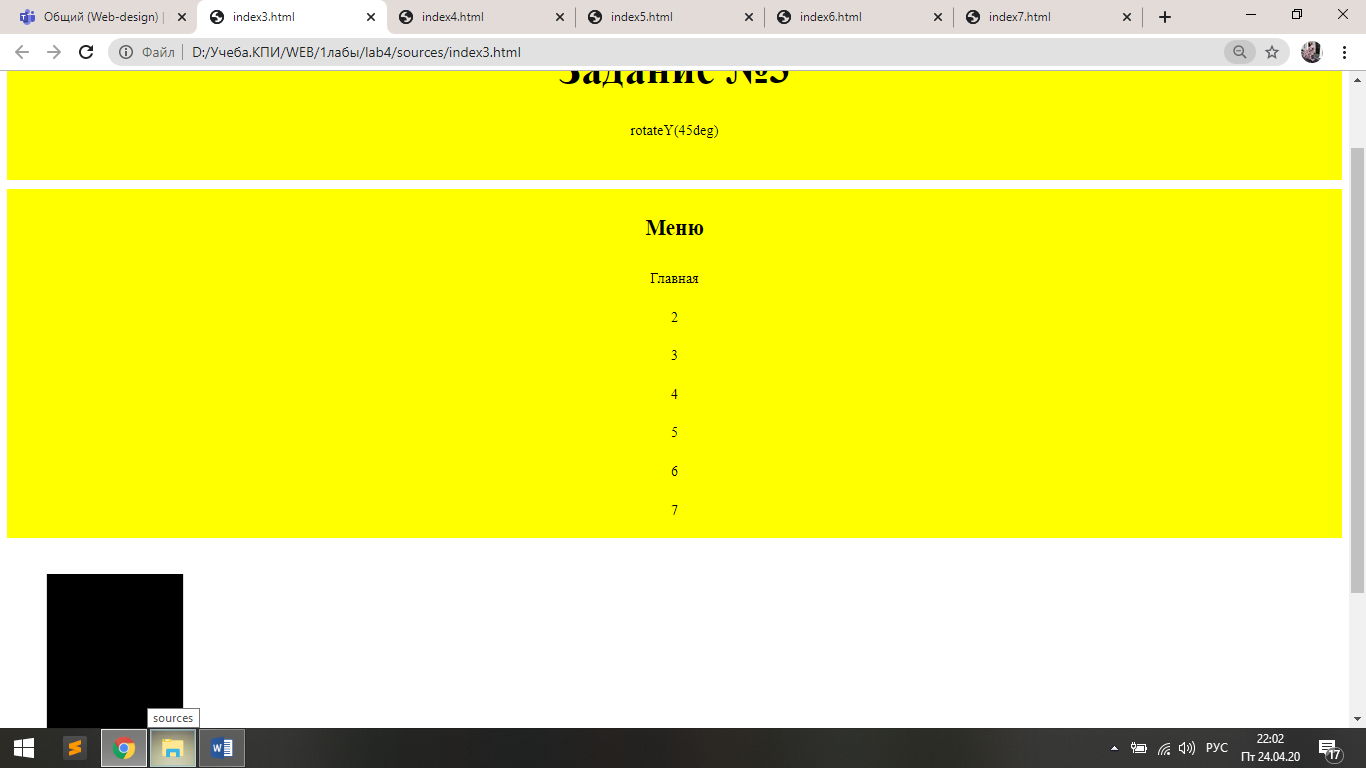 Общий (Web-design) |
index3.html
index4.html
index5.html
index6.html
index7.html
Файл | D:/Учеба.КПИ/WEB/1лабы/lab4/sources/index3.html
Задание №3
rotateY(45deg)
Меню
Главная
2
3
4
5
6
7
sources
РУС
22:02
Пт 24.04.20
17